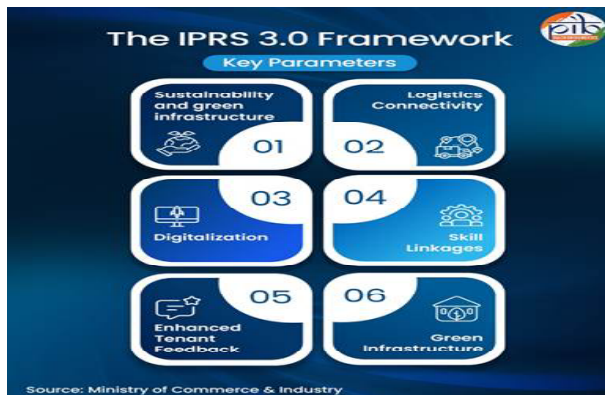 The IPRS 3.0 Framework
pib
Key Parameters
Sustainability
and green
infrastructure
01
Logistics
Connectivity
02
03
Digitalization
04
Skill
Linkages
05
Enhanced
Tenant
Feedback
06
Green
Infrastructure
Source: Ministry of Commerce & Industry